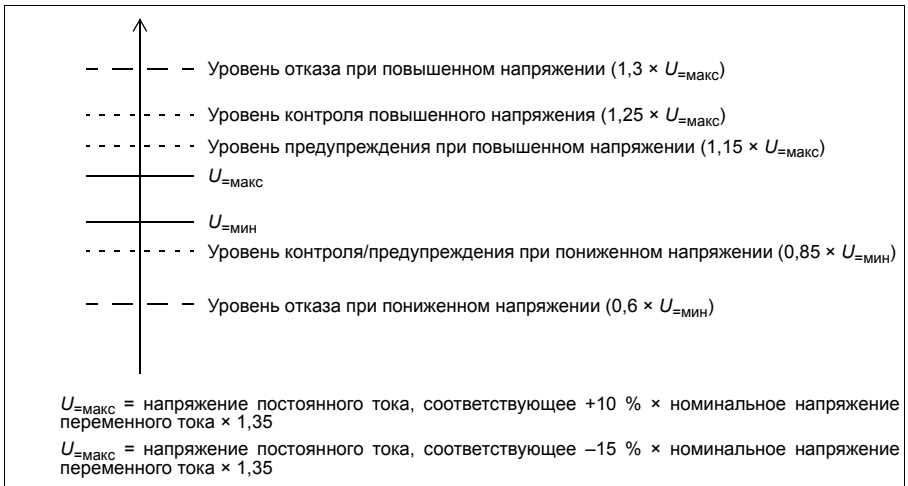 Уровень отказа при повышенном напряжении (1,3 × U=макс)
Уровень контроля повышенного напряжения (1,25 × U=макс)
Уровень предупреждения при повышенном напряжении (1,15 × U=макс)
U=макс
U=мин
Уровень контроля/предупреждения при пониженном напряжении (0,85 × U=мин)
Уровень отказа при пониженном напряжении (0,6 × U=мин)
U=макс = напряжение постоянного тока, соответствующее +10 % × номинальное напряжение
переменного тока × 1,35
U=макс = напряжение постоянного тока, соответствующее –15 % × номинальное напряжение
переменного тока × 1,35